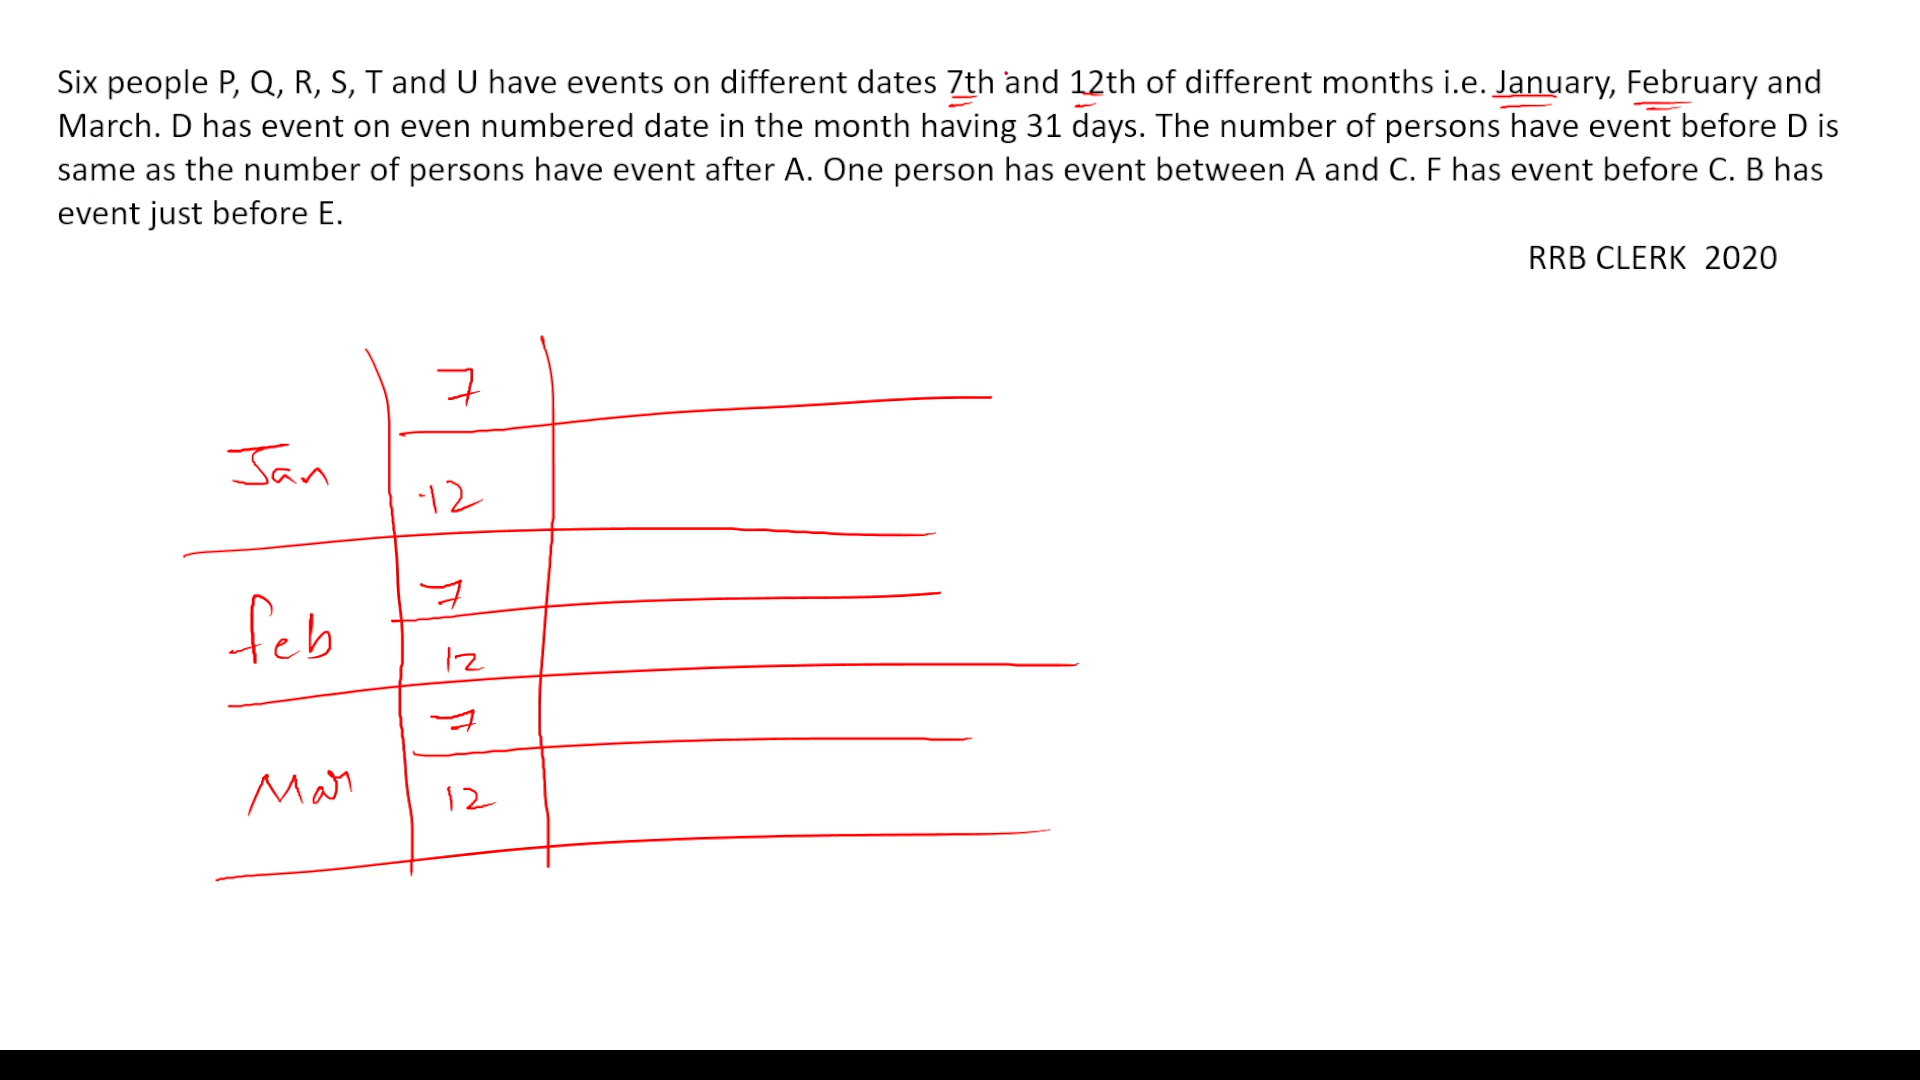 Six people P, Q, R, S, T and U have events on different dates 7th and 12th of different months i.e. January, February and
March. D has event on even numbered date in the month having 31 days. The number of persons have event before D is
same as the number of persons have event after A. One person has event between A and C. F has event before C. B has
event just before E.
RRB CLERK 2020
7
Jan
12
7
feb
12
7
Mar
12